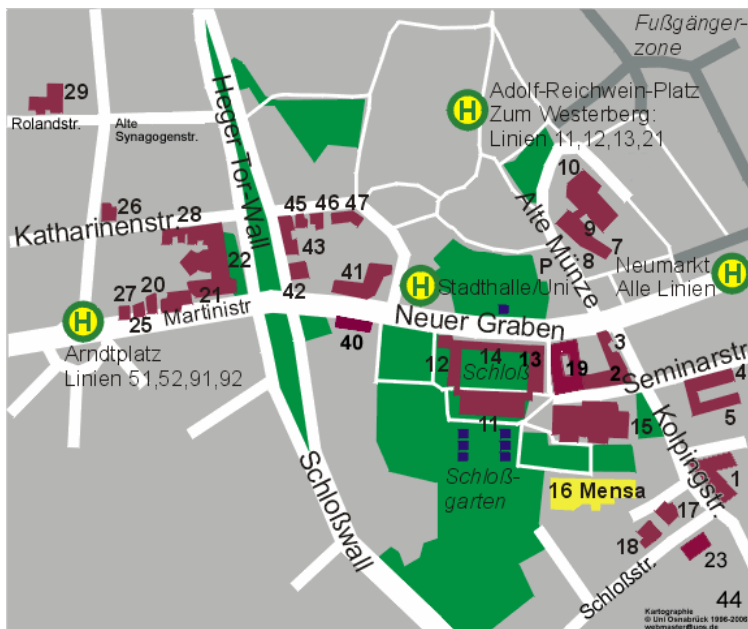 Fußgänger-
zone
29
Rolandstr.
Alte
Synagogenstr.
Heger Tor-Wall
H
Adolf-Reichwein-Platz
Zum Westerberg:
Linien 11,12,13,21
10
9
7
8
Alte Münze
26
Katharinenstr.
28
45
46
47
43
22
41
42
H
Stadthalle/Uni
P
Neumarkt
Alle Linien
H
27
25
20
21
Martinistr
40
Neuer Graben
H
Arndtplatz
Linien 51,52,91,92
12
14
13
Schloß
11
19
3
2
Seminarstr
4
5
15
Schloß-
garten
16 Mensa
Kolpingstr.
1
17
18
23
Schloßstr.
Schloßwall
44
Kartographie
© Uni Osnabrück 1996-2006
webmaster@uos.de